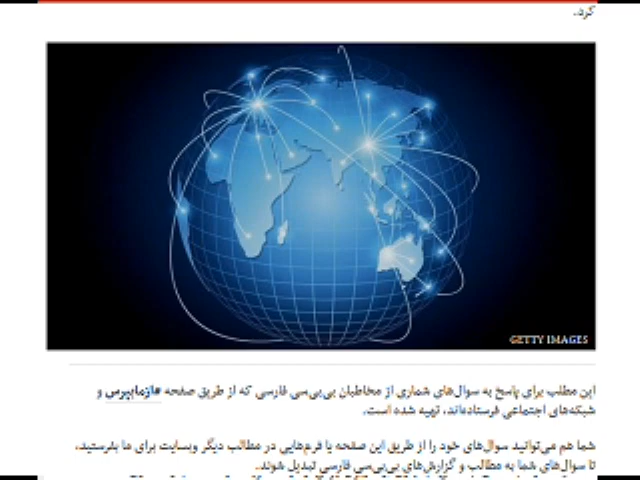 کرد.
GETTY IMAGES
این مطلب برای پاسخ به سوال‌های شماری از مخاطبان بی‌بی‌سی فارسی که از طریق صفحه #ازمابپرس و
شبکه‌های اجتماعی فرستاده‌اند، تهیه شده است.
شما هم می‌توانید سوال‌های خود را از طریق این صفحه یا فرم‌هایی در مطالب دیگر وبسایت برای ما بفرستید،
تا سوال‌های شما به مطالب و گزارش‌های بی‌بی‌سی فارسی تبدیل شوند.